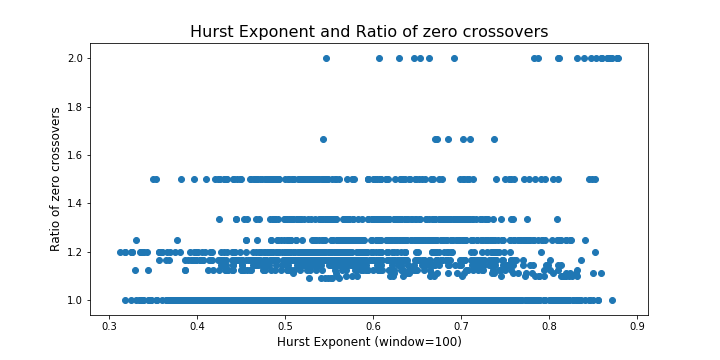 Hurst Exponent and Ratio of zero crossovers
2.0
1.8
1.6
1.4
1.2
1.0
Ratio of zero crossovers
0.3 0.4 0.5 0.6 0.7 0.8 0.9
Hurst Exponent (window=100)